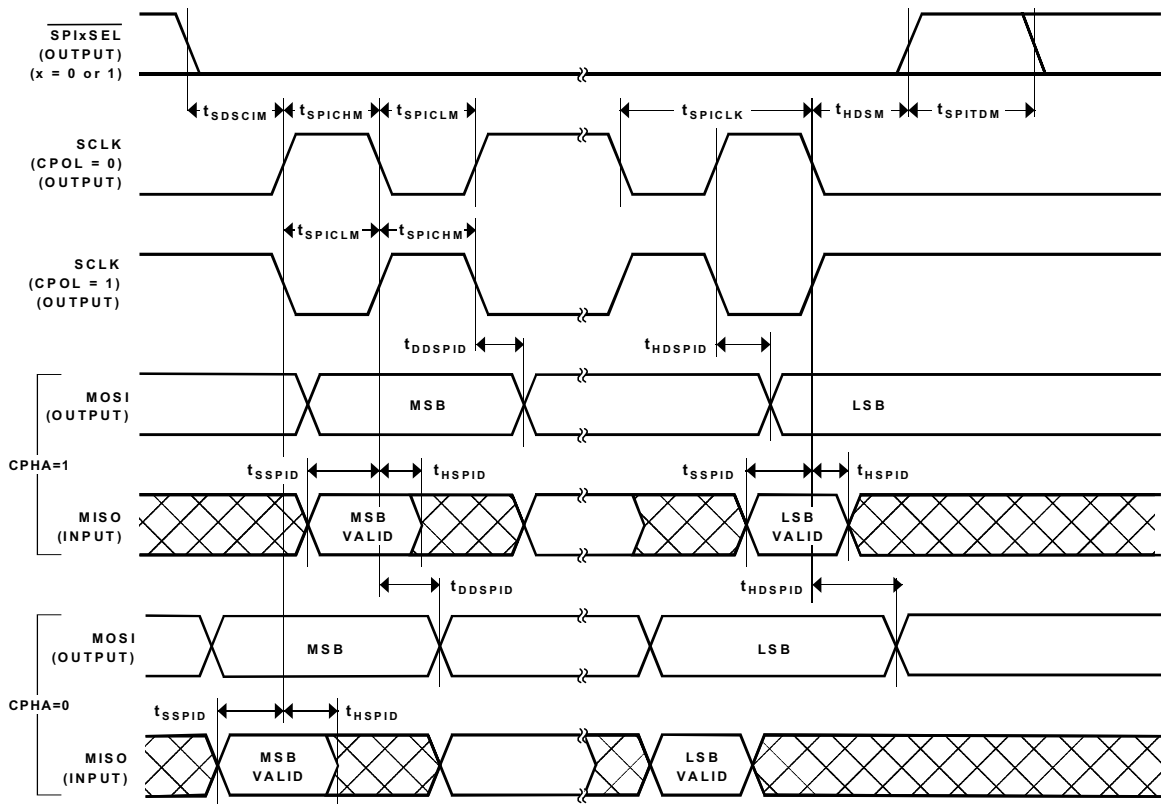 SPIxSEL
(OUTPUT)
(x = 0 or 1)
tSDSCIM tSPICHM tSPICLM tSPICLK tHDSM tSPITDM
SCLK
(CPOL = 0)
(OUTPUT)
tSPICLM tSPICHM
SCLK
(CPOL = 1)
(OUTPUT)
tDDSPID tHDSPID
MOSI
(OUTPUT)
MSB LSB
CPHA=1
tSSPID tHSPID tSSPID tHSPID
MISO
(INPUT)
MSB
VALID
LSB
VALID
tDDSPID tHDSPID
MOSI
(OUTPUT)
MSB LSB
CPHA=0
tSSPID tHSPID
MISO
(INPUT)
MSB
VALID
LSB
VALID